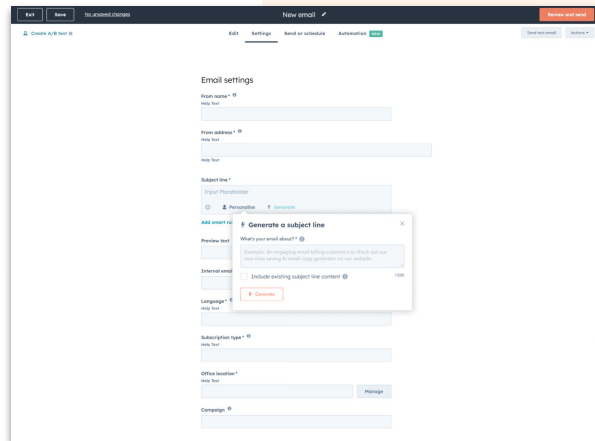 Exit
Save
No unsaved changes
New email
Review and send
Create A/B test
Edit
Settings
Send or schedule
Automation NEW
Send test email
Actions
Email settings
From name *
Help Text
From address *
Help Text
Help Text
Subject line *
Input Placeholder
Personalise
Generate
Add smart ru
Generate a subject line
What's your email about? *
Example: An engaging email telling customers to check out our
new time-saving AI email copy generator on our website.
Include existing subject line content
Generate
Preview text
Internal emai
Language *
Help Text
Subscription type *
Help Text
Office location *
Help Text
Manage
Campaign